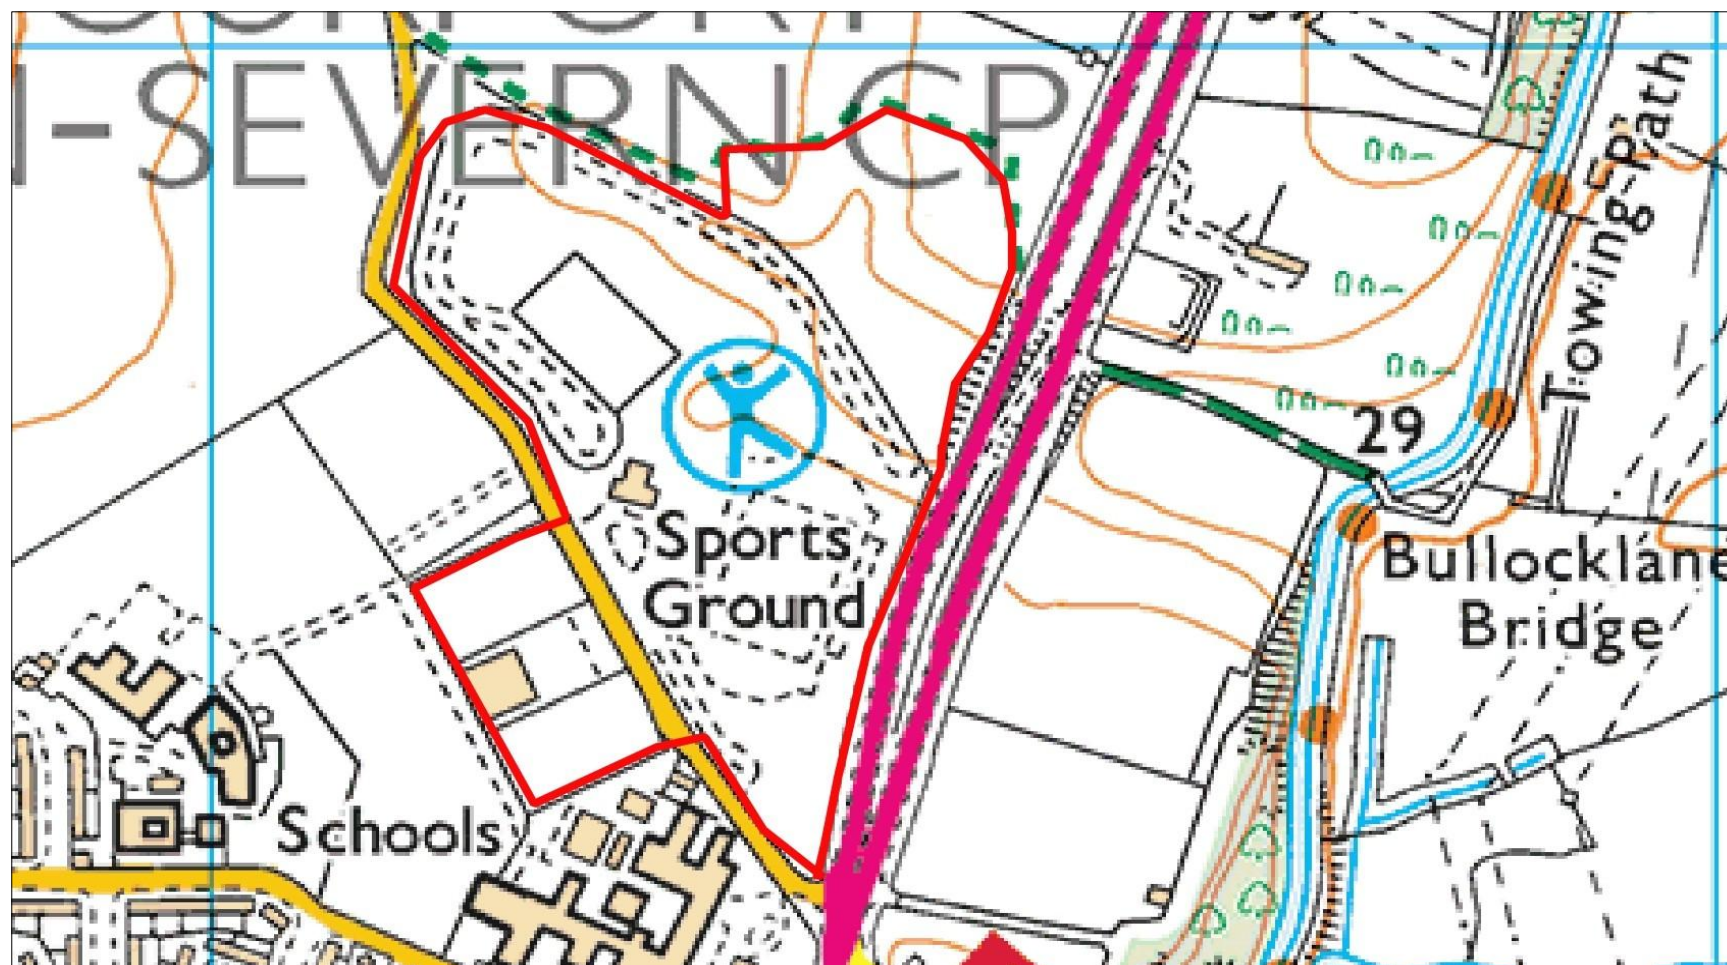 -SEVERN CP
Towing Path
29
Sports
Ground
Bullocklane
Bridge
Schools